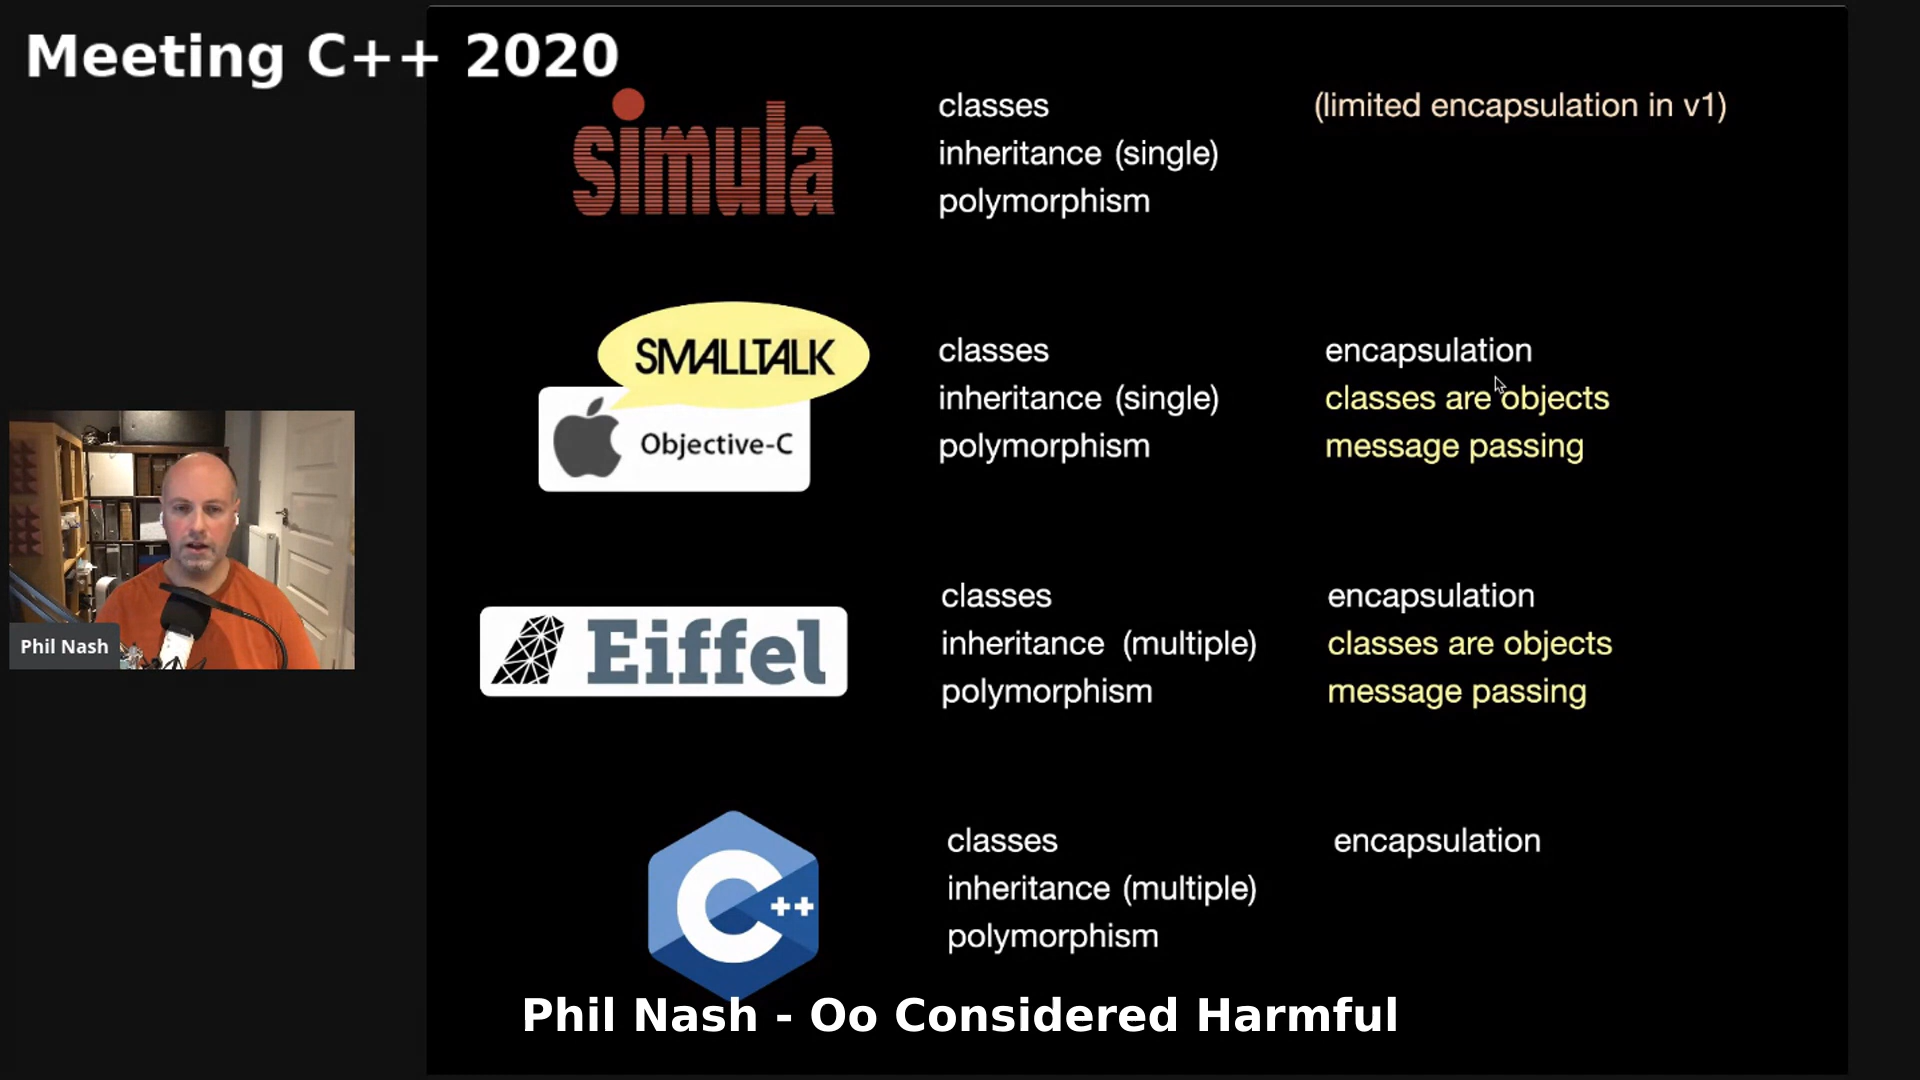 Meeting C++ 2020
simula
classes
inheritance (single)
polymorphism
(limited encapsulation in v1)
SMALLTALK
Objective-C
classes
inheritance (single)
polymorphism
encapsulation
classes are objects
message passing
Eiffel
classes
inheritance (multiple)
polymorphism
encapsulation
classes are objects
message passing
C++
classes
inheritance (multiple)
polymorphism
encapsulation
Phil Nash
Phil Nash - Oo Considered Harmful